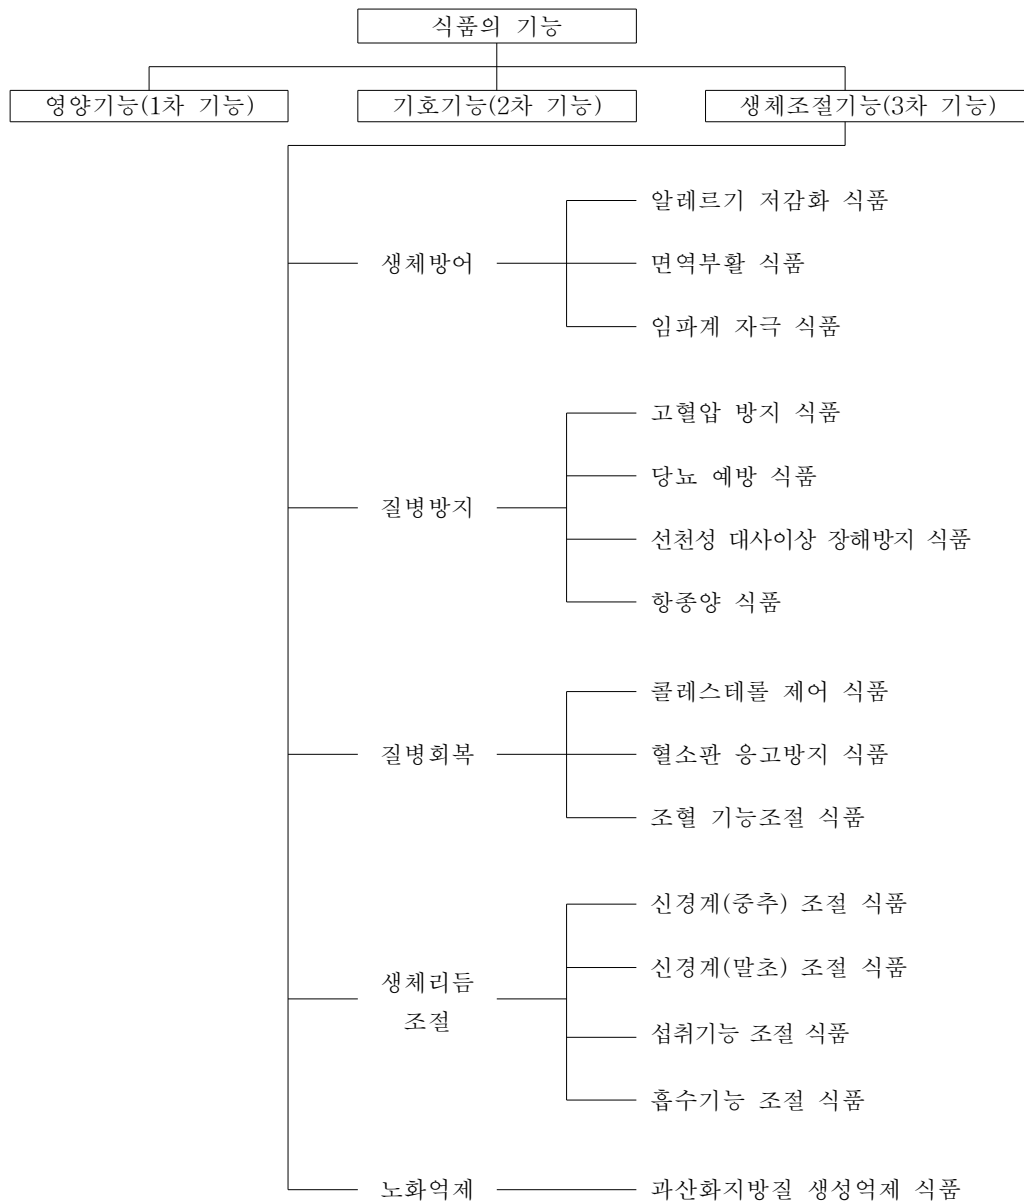 식품의 기능
영양기능(1차 기능)
기호기능(2차 기능)
생체조절기능(3차 기능)
생체방어
알레르기 저감화 식품
면역부활 식품
임파계 자극 식품
질병방지
고혈압 방지 식품
당뇨 예방 식품
선천성 대사이상 장해방지 식품
항종양 식품
질병회복
콜레스테롤 제어 식품
혈소판 응고방지 식품
조혈 기능조절 식품
생체리듬
조절
신경계(중추) 조절 식품
신경계(말초) 조절 식품
섭취기능 조절 식품
흡수기능 조절 식품
노화억제
과산화지방질 생성억제 식품